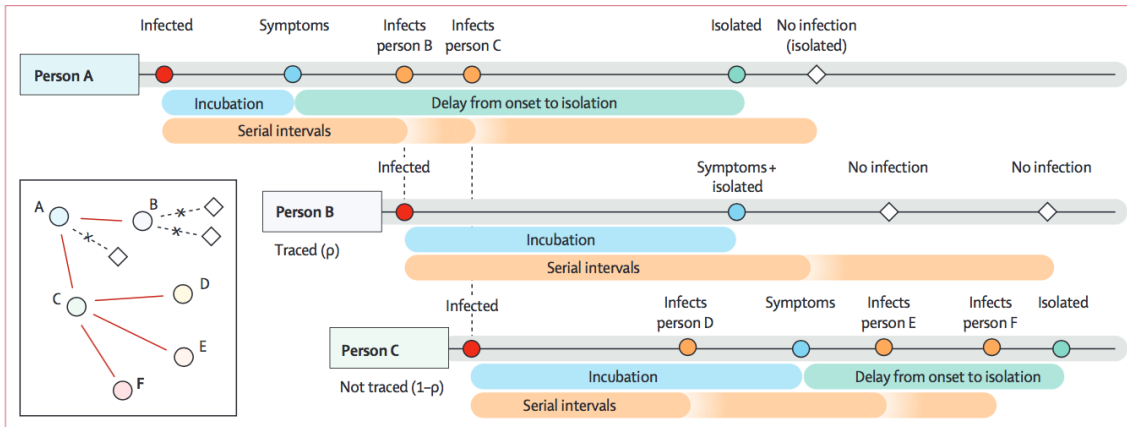 Infected
Symptoms
Infects
person B
Infects
person C
Isolated
No infection
(isolated)
Person A
Incubation
Delay from onset to isolation
Serial intervals
Infected
Symptoms+
isolated
No infection
No infection
Person B
Traced (ρ)
Incubation
Serial intervals
Infected
Infects
person D
Symptoms
Infects
person E
Infects
person F
Isolated
Person C
Not traced (1–ρ)
Incubation
Delay from onset to isolation
Serial intervals
A
B
C
D
E
F